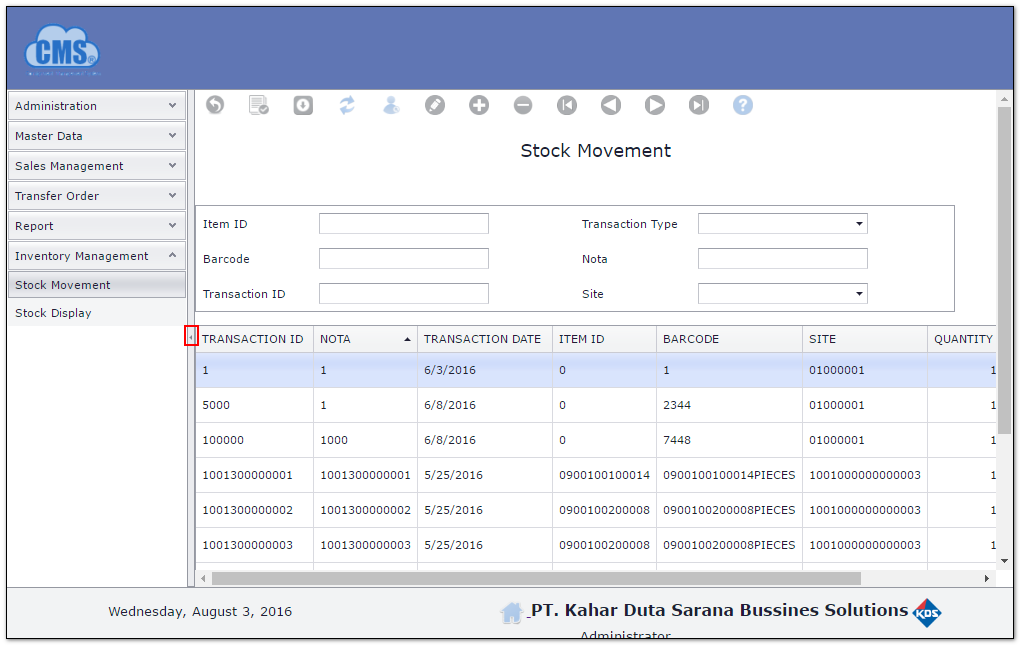 CMS
Administration
Master Data
Sales Management
Transfer Order
Report
Inventory Management
Stock Movement
Stock Display
?
Stock Movement
Item ID Transaction Type
Barcode Nota
Transaction ID Site
TRANSACTION ID NOTA TRANSACTION DATE ITEM ID BARCODE SITE QUANTITY
1 1 6/3/2016 0 1 01000001 1
5000 1 6/8/2016 0 2344 01000001 1
100000 1000 6/8/2016 0 7448 01000001 1
1001300000001 1001300000001 5/25/2016 0900100100014 0900100100014PIECES 1001000000000003 1
1001300000002 1001300000002 5/25/2016 0900100200008 0900100200008PIECES 1001000000000003 1
1001300000003 1001300000003 5/25/2016 0900100200008 0900100200008PIECES 1001000000000003 1
Wednesday, August 3, 2016 PT. Kahar Duta Sarana Bussines Solutions KDS
Administrator